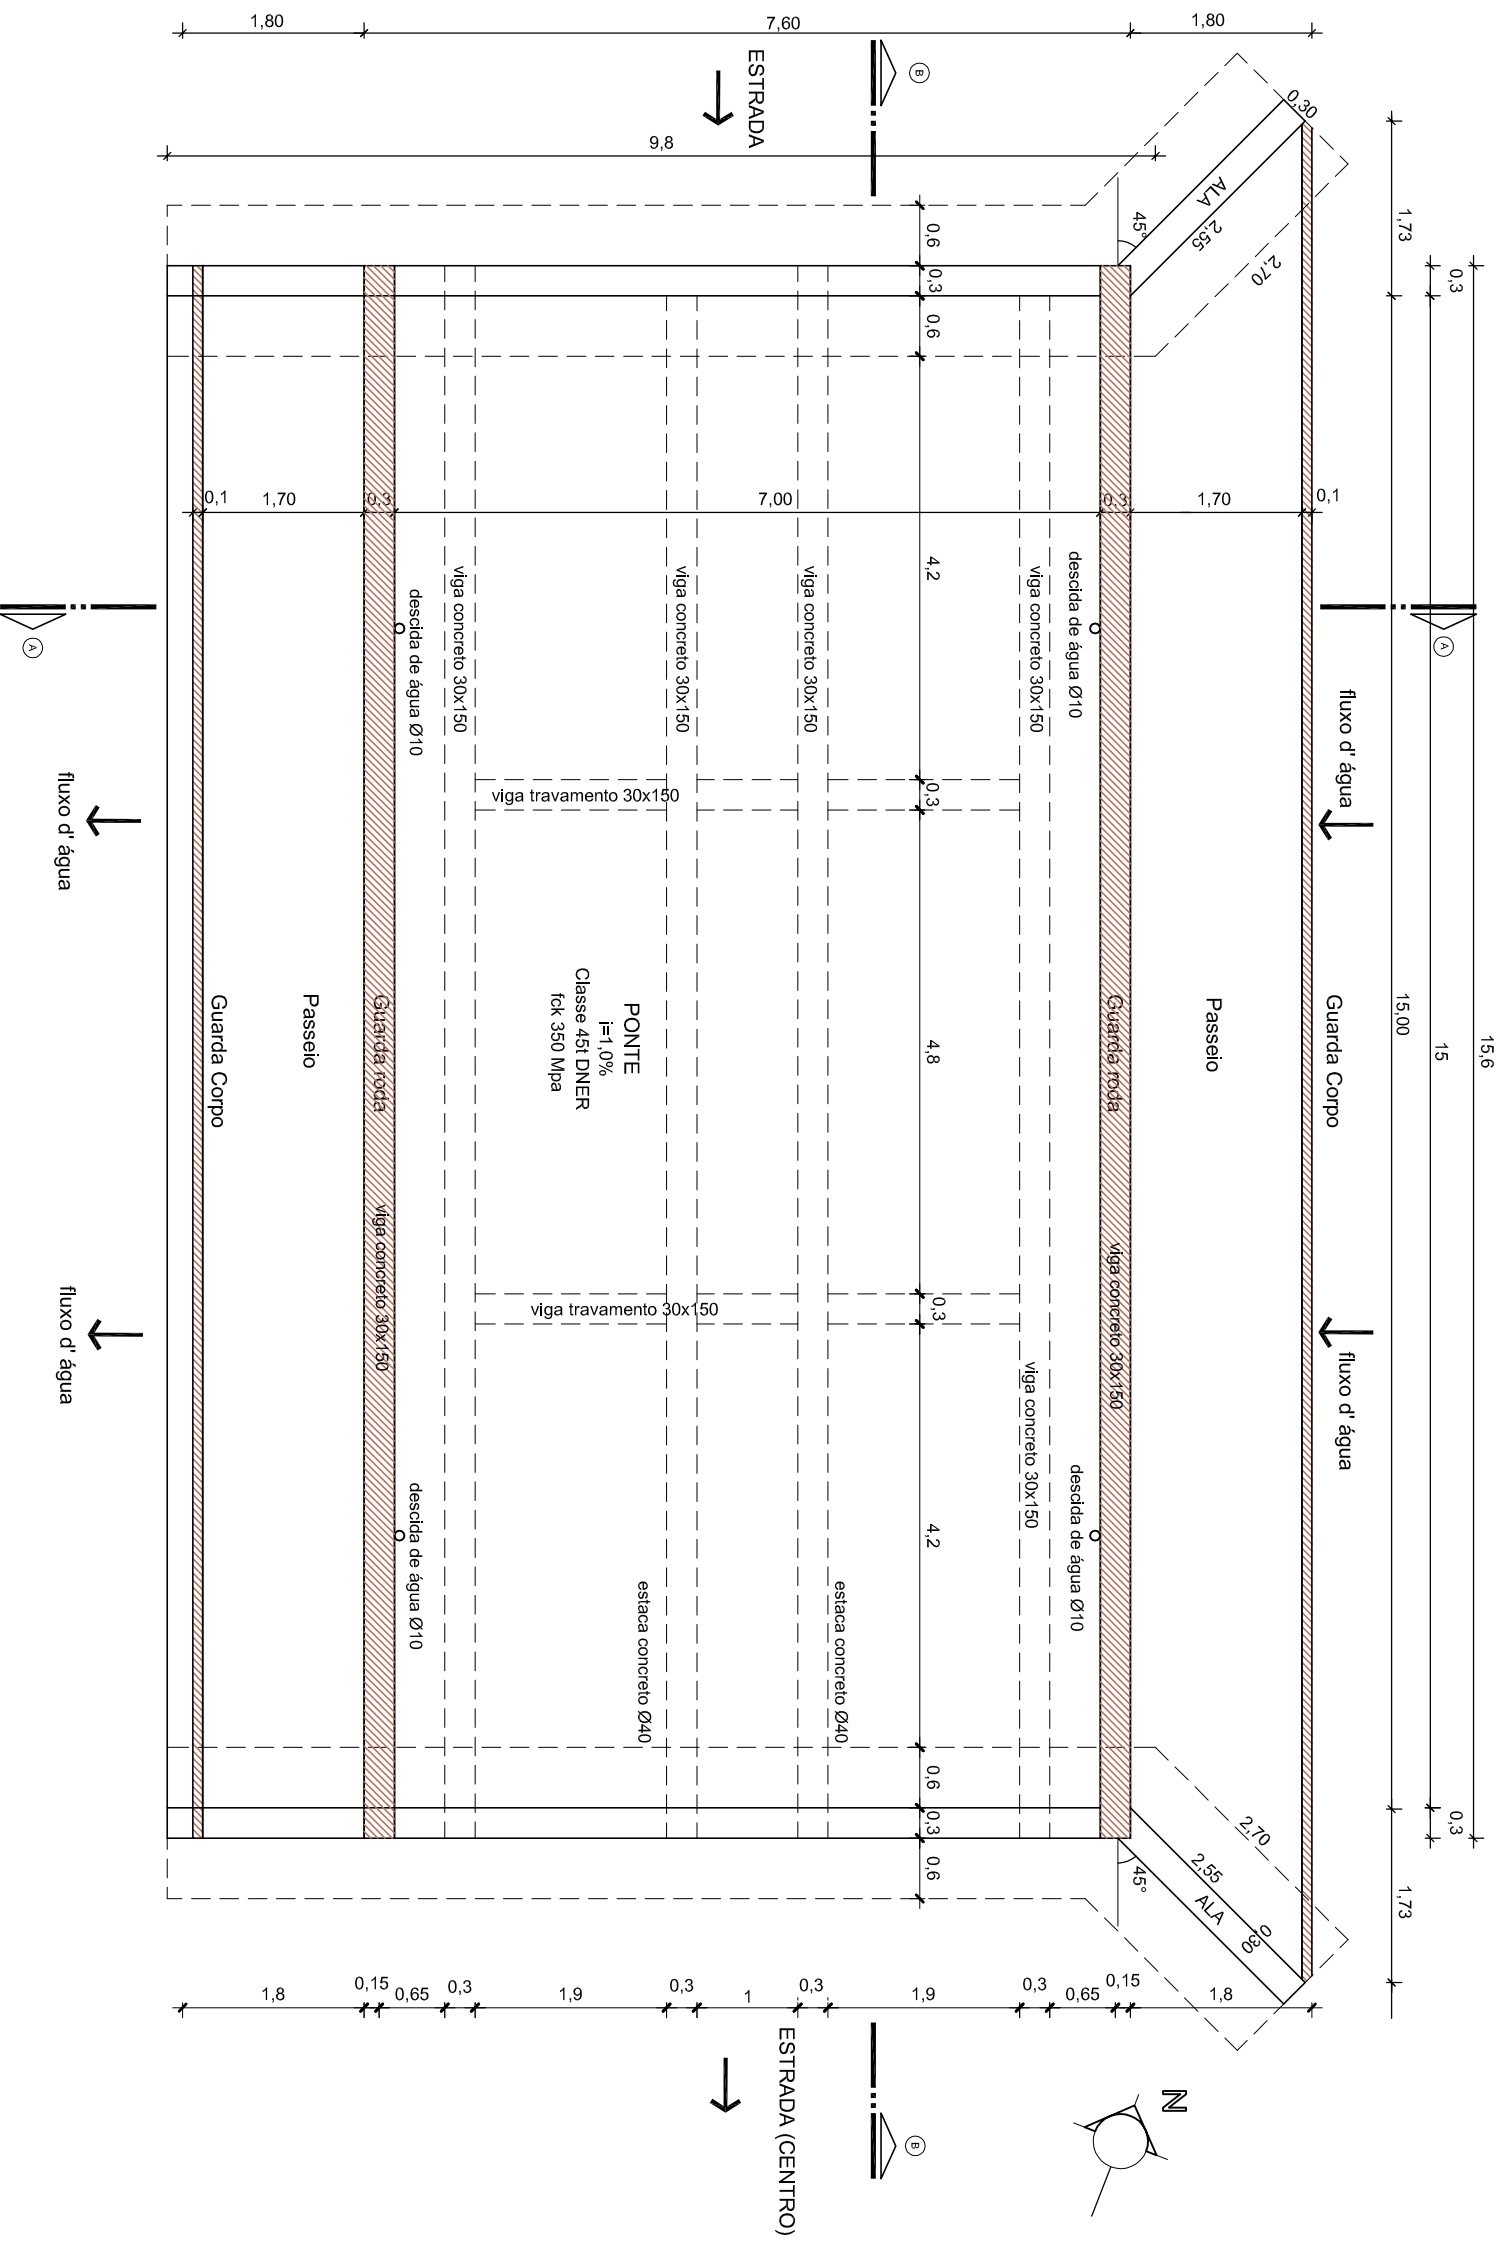 1,80
7,60
1,80
B
ESTRADA
9,8
0,30
ALA
2,55
2,70
45°
1,73
0,3
0,6
0,3
0,6
0,1
1,70
0,3
7,00
0,3
1,70
0,1
4,2
viga concreto 30x150
viga concreto 30x150
viga concreto 30x150
viga concreto 30x150
descida de água Ø10
descida de água Ø10
A
A
fluxo d' água
fluxo d' água
viga travamento 30x150
0,3
Guarda Corpo
Passeio
Guarda roda
PONTE
i=1,0%
Classe 45t DNER
fck 350 Mpa
4,8
Guarda roda
Passeio
Guarda Corpo
15,00
15
15,6
viga concreto 30x150
viga concreto 30x150
viga travamento 30x150
0,3
fluxo d' água
fluxo d' água
viga concreto 30x150
descida de água Ø10
descida de água Ø10
4,2
estaca concreto Ø40
estaca concreto Ø40
0,6
0,3
0,6
2,70
2,55
ALA
0,30
45°
0,3
1,73
1,8
0,15
0,65
0,3
1,9
0,3
1
0,3
1,9
0,3
0,65
0,15
1,8
ESTRADA (CENTRO)
B
N